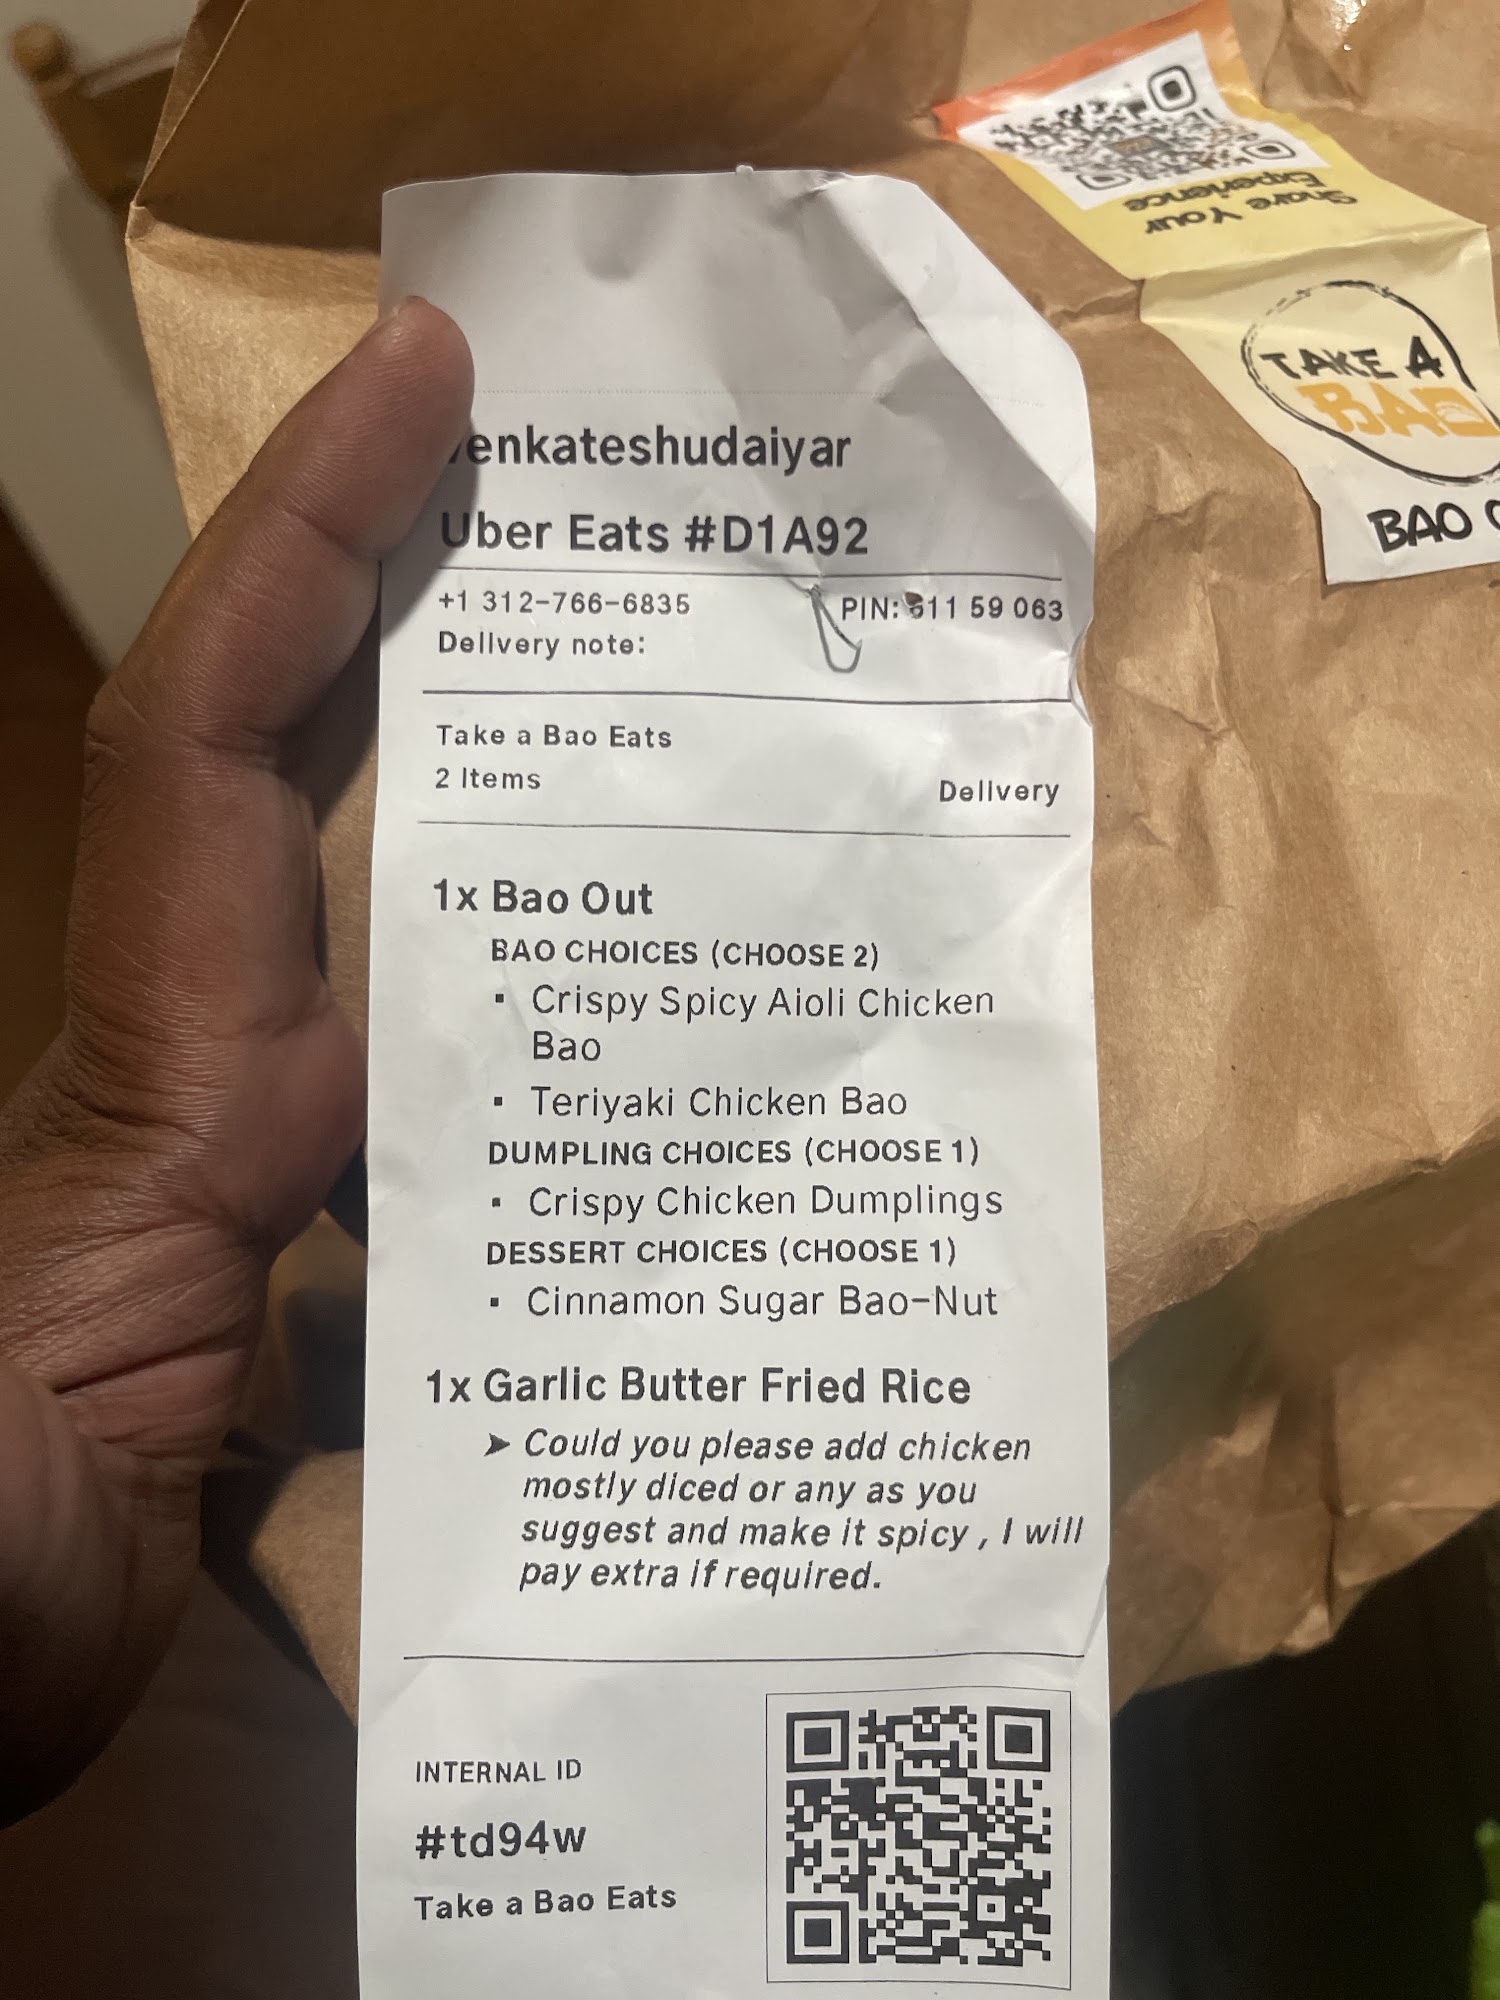 Share Your
Experience
TAKE A
BAO
BAO
Uber Eats #D1A92
+1 312-766-6835
PIN: 611 59 063
Delivery note:
Take a Bao Eats
2 Items
Delivery
1x Bao Out
BAO CHOICES (CHOOSE 2)
▪ Crispy Spicy Aioli Chicken
Bao
▪ Teriyaki Chicken Bao
DUMPLING CHOICES (CHOOSE 1)
▪ Crispy Chicken Dumplings
DESSERT CHOICES (CHOOSE 1)
▪ Cinnamon Sugar Bao-Nut
1x Garlic Butter Fried Rice
➤ Could you please add chicken
mostly diced or any as you
suggest and make it spicy , I will
pay extra if required.
INTERNAL ID
#td94w
Take a Bao Eats